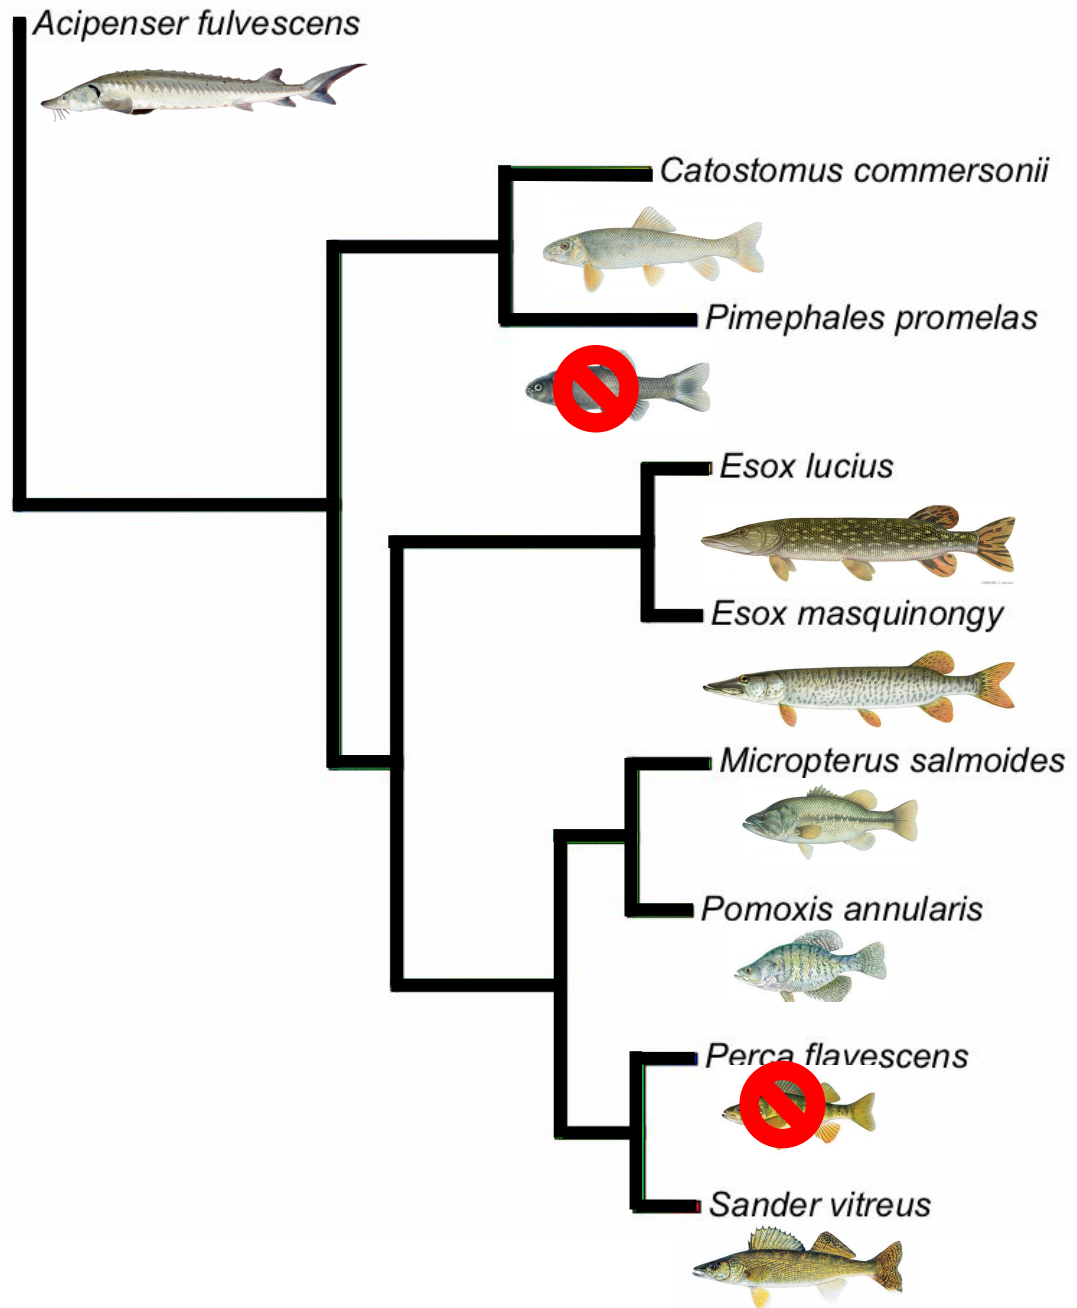 Acipenser fulvescens
Catostomus commersonii
Pimephales promelas
Esox lucius
Esox masquinongy
Micropterus salmoides
Pomoxis annularis
Perca flavescens
Sander vitreus